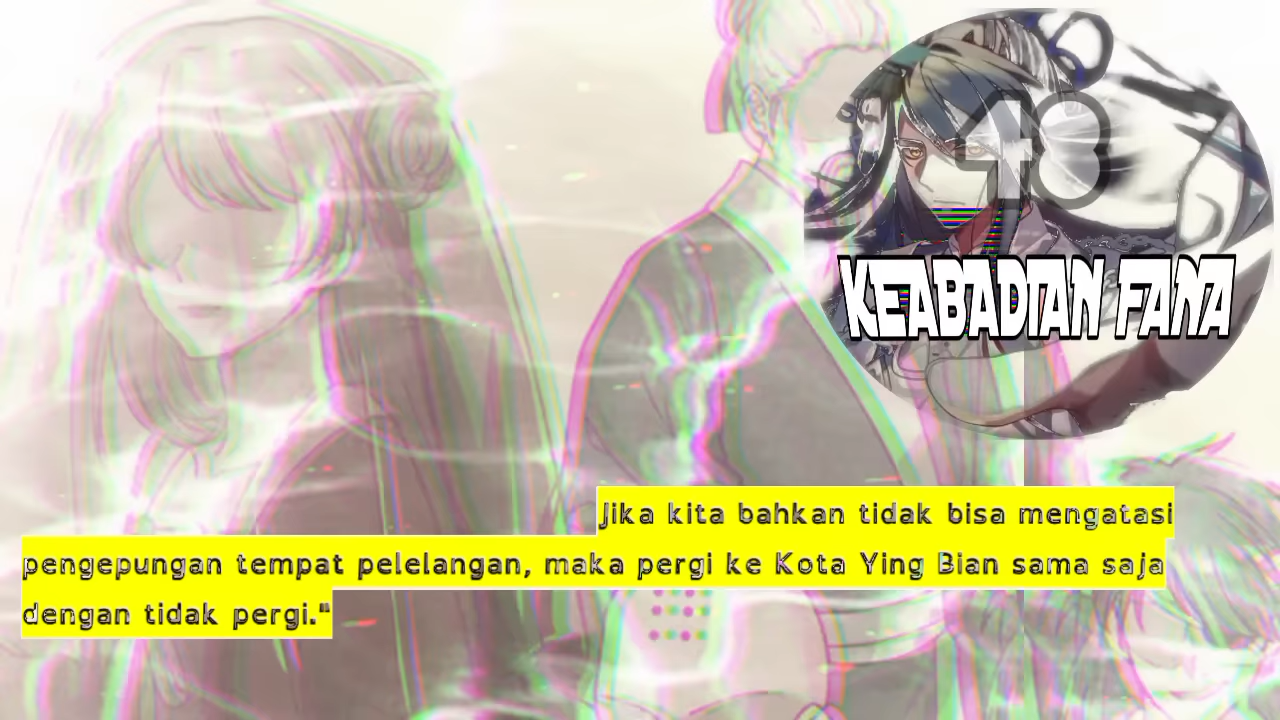 48
KEABADIAN FANA
Jika kita bahkan tidak bisa mengatasi
pengepungan tempat pelelangan, maka pergi ke Kota Ying Bian sama saja
dengan tidak pergi."